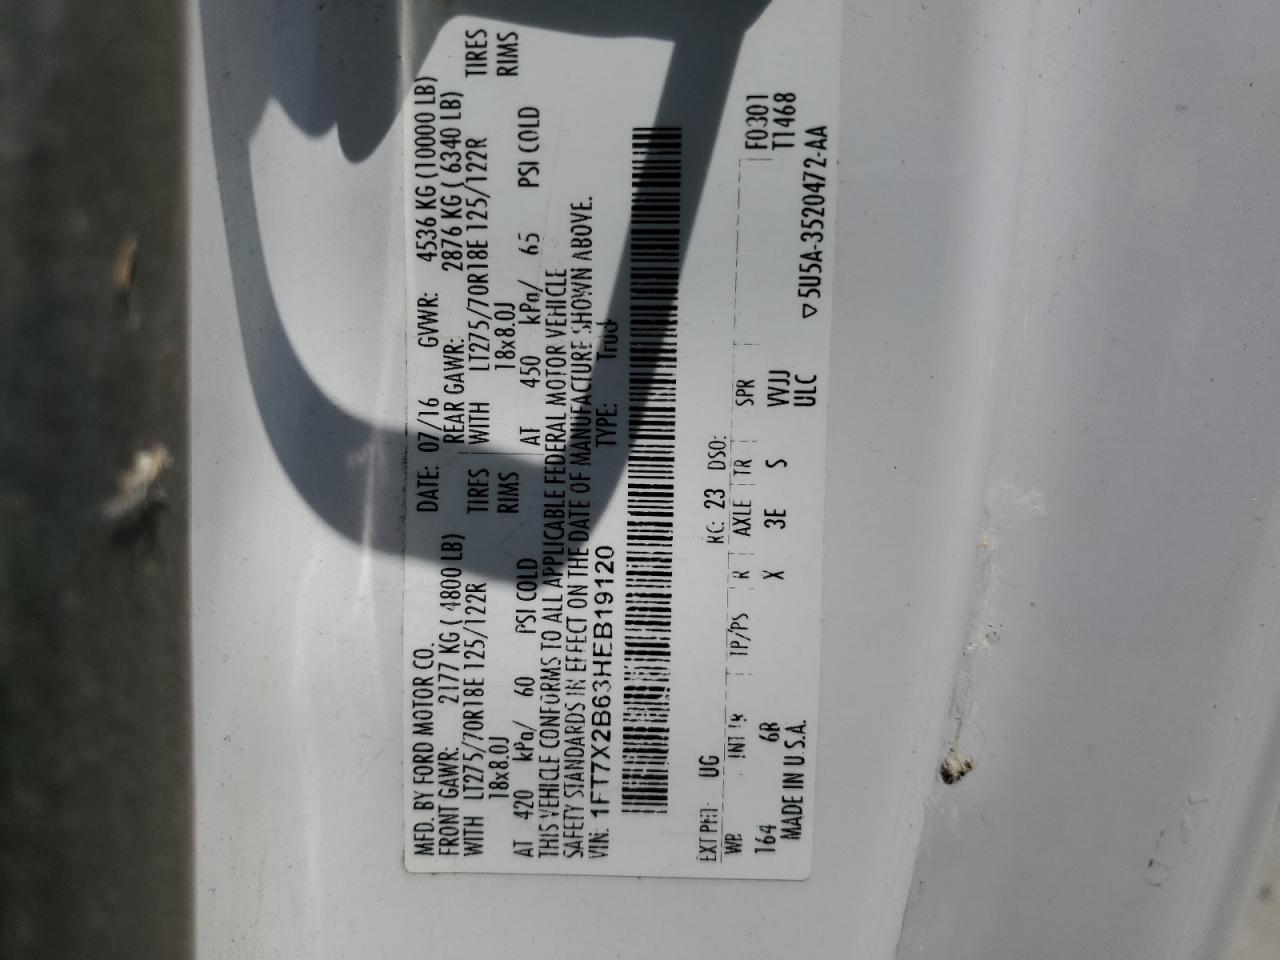 MFD. BY FORD MOTOR CO. DATE: 07/16 GVWR: 4536 KG (10000 LB)
FRONT GAWR: 2177 KG ( 4800 LB) REAR GAWR: 2876 KG ( 6340 LB)
WITH LT275/70R18E 125/122R TIRES WITH LT275/70R18E 125/122R TIRES
18x8.0J RIMS 18x8.0J RIMS
AT 420 kPa/ 60 PSI COLD AT 450 kPa/ 65 PSI COLD
THIS VEHICLE CONFORMS TO ALL APPLICABLE FEDERAL MOTOR VEHICLE
SAFETY STANDARDS IN EFFECT ON THE DATE OF MANUFACTURE SHOWN ABOVE.
VIN: 1FT7X2B63HEB19120 TYPE: Truck
EXT PNT: UG RC: 23 DSO: F0301
WB INT TR TP/PS R AXLE TR SPR T1468
164 6R X 3E S VVJJ
MADE IN U.S.A. ULC ▽5U5A-3520472-AA